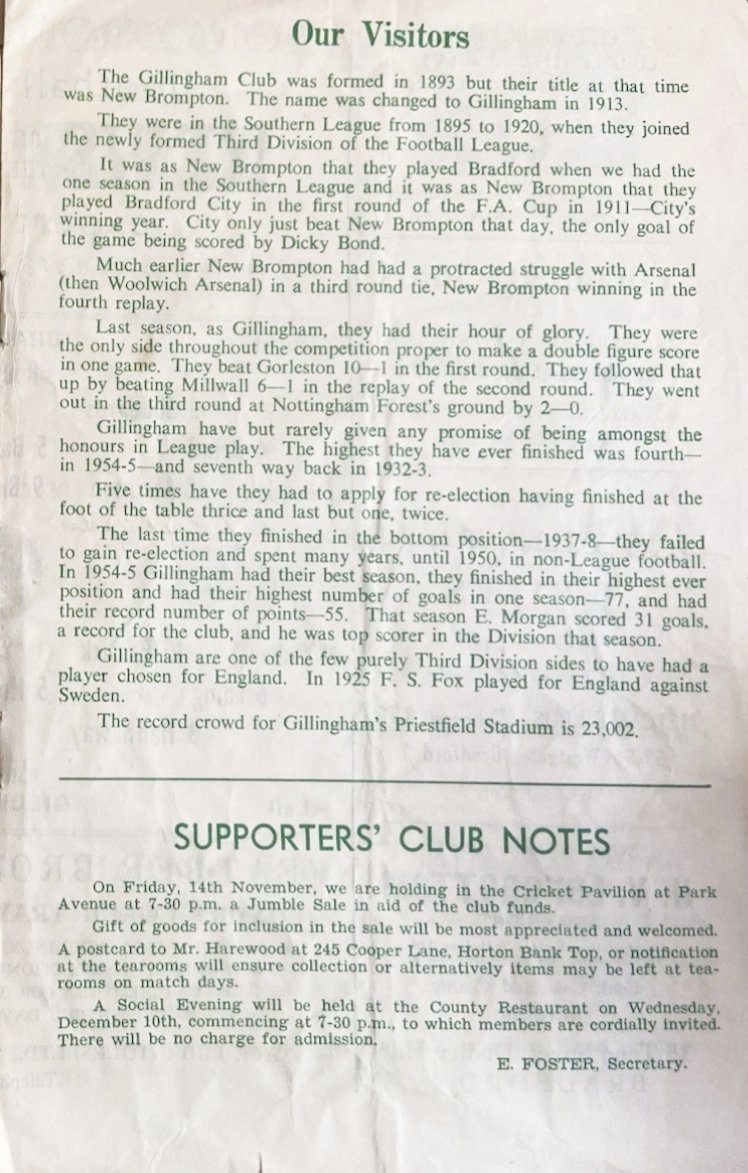 Our Visitors
The Gillingham Club was formed in 1893 but their title at that time
was New Brompton. The name was changed to Gillingham in 1913.
They were in the Southern League from 1895 to 1920, when they joined
the newly formed Third Division of the Football League.
It was as New Brompton that they played Bradford when we had the
one season in the Southern League and it was as New Brompton that they
played Bradford City in the first round of the F.A. Cup in 1911—City's
winning year. City only just beat New Brompton that day, the only goal of
the game being scored by Dicky Bond.
Much earlier New Brompton had had a protracted struggle with Arsenal
(then Woolwich Arsenal) in a third round tie, New Brompton winning in the
fourth replay.
Last season, as Gillingham, they had their hour of glory. They were
the only side throughout the competition proper to make a double figure score
in one game. They beat Gorleston 10—1 in the first round. They followed that
up by beating Millwall 6—1 in the replay of the second round. They went
out in the third round at Nottingham Forest's ground by 2—0.
Gillingham have but rarely given any promise of being amongst the
honours in League play. The highest they have ever finished was fourth—
in 1954-5—and seventh way back in 1932-3.
Five times have they had to apply for re-election having finished at the
foot of the table thrice and last but one, twice.
The last time they finished in the bottom position—1937-8—they failed
to gain re-election and spent many years, until 1950, in non-League football.
In 1954-5 Gillingham had their best season, they finished in their highest ever
position and had their highest number of goals in one season—77, and had
their record number of points—55. That season E. Morgan scored 31 goals,
a record for the club, and he was top scorer in the Division that season.
Gillingham are one of the few purely Third Division sides to have had a
player chosen for England. In 1925 F. S. Fox played for England against
Sweden.
The record crowd for Gillingham's Priestfield Stadium is 23,002.
SUPPORTERS' CLUB NOTES
On Friday, 14th November, we are holding in the Cricket Pavilion at Park
Avenue at 7-30 p.m. a Jumble Sale in aid of the club funds.
Gift of goods for inclusion in the sale will be most appreciated and welcomed.
A postcard to Mr. Harewood at 245 Cooper Lane, Horton Bank Top, or notification
at the tearooms will ensure collection or alternatively items may be left at tea-
rooms on match days.
A Social Evening will be held at the County Restaurant on Wednesday,
December 10th, commencing at 7-30 p.m., to which members are cordially invited.
There will be no charge for admission.
E. FOSTER, Secretary.